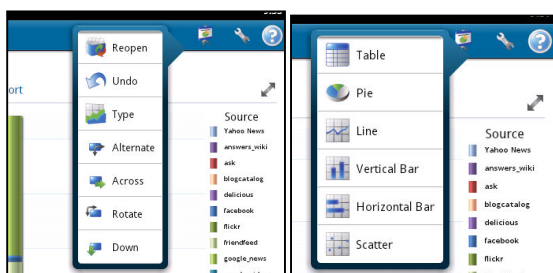 Reopen
Undo
Type
Alternate
Across
Rotate
Down
ort
Source
Yahoo News
answers_wiki
ask
blogcatalog
delicious
facebook
flickr
friendfeed
google_news
Table
Pie
Line
Vertical Bar
Horizontal Bar
Scatter
Source
Yahoo News
answers_wiki
ask
blogcatalog
delicious
facebook
flickr